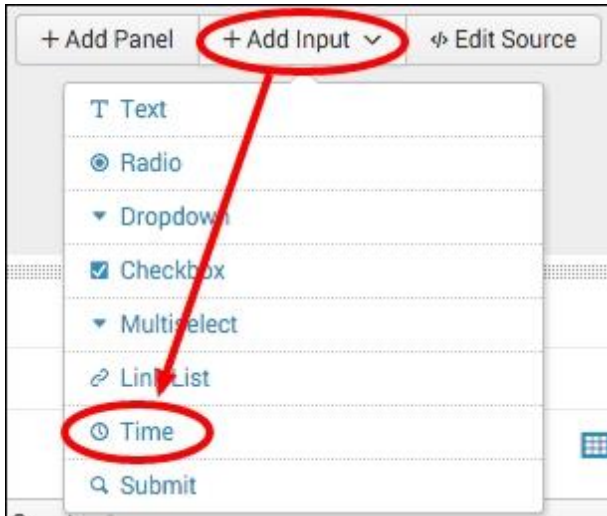 + Add Panel + Add Input Edit Source
Text
Radio
Dropdown
Checkbox
Multiselect
Link List
Time
Submit